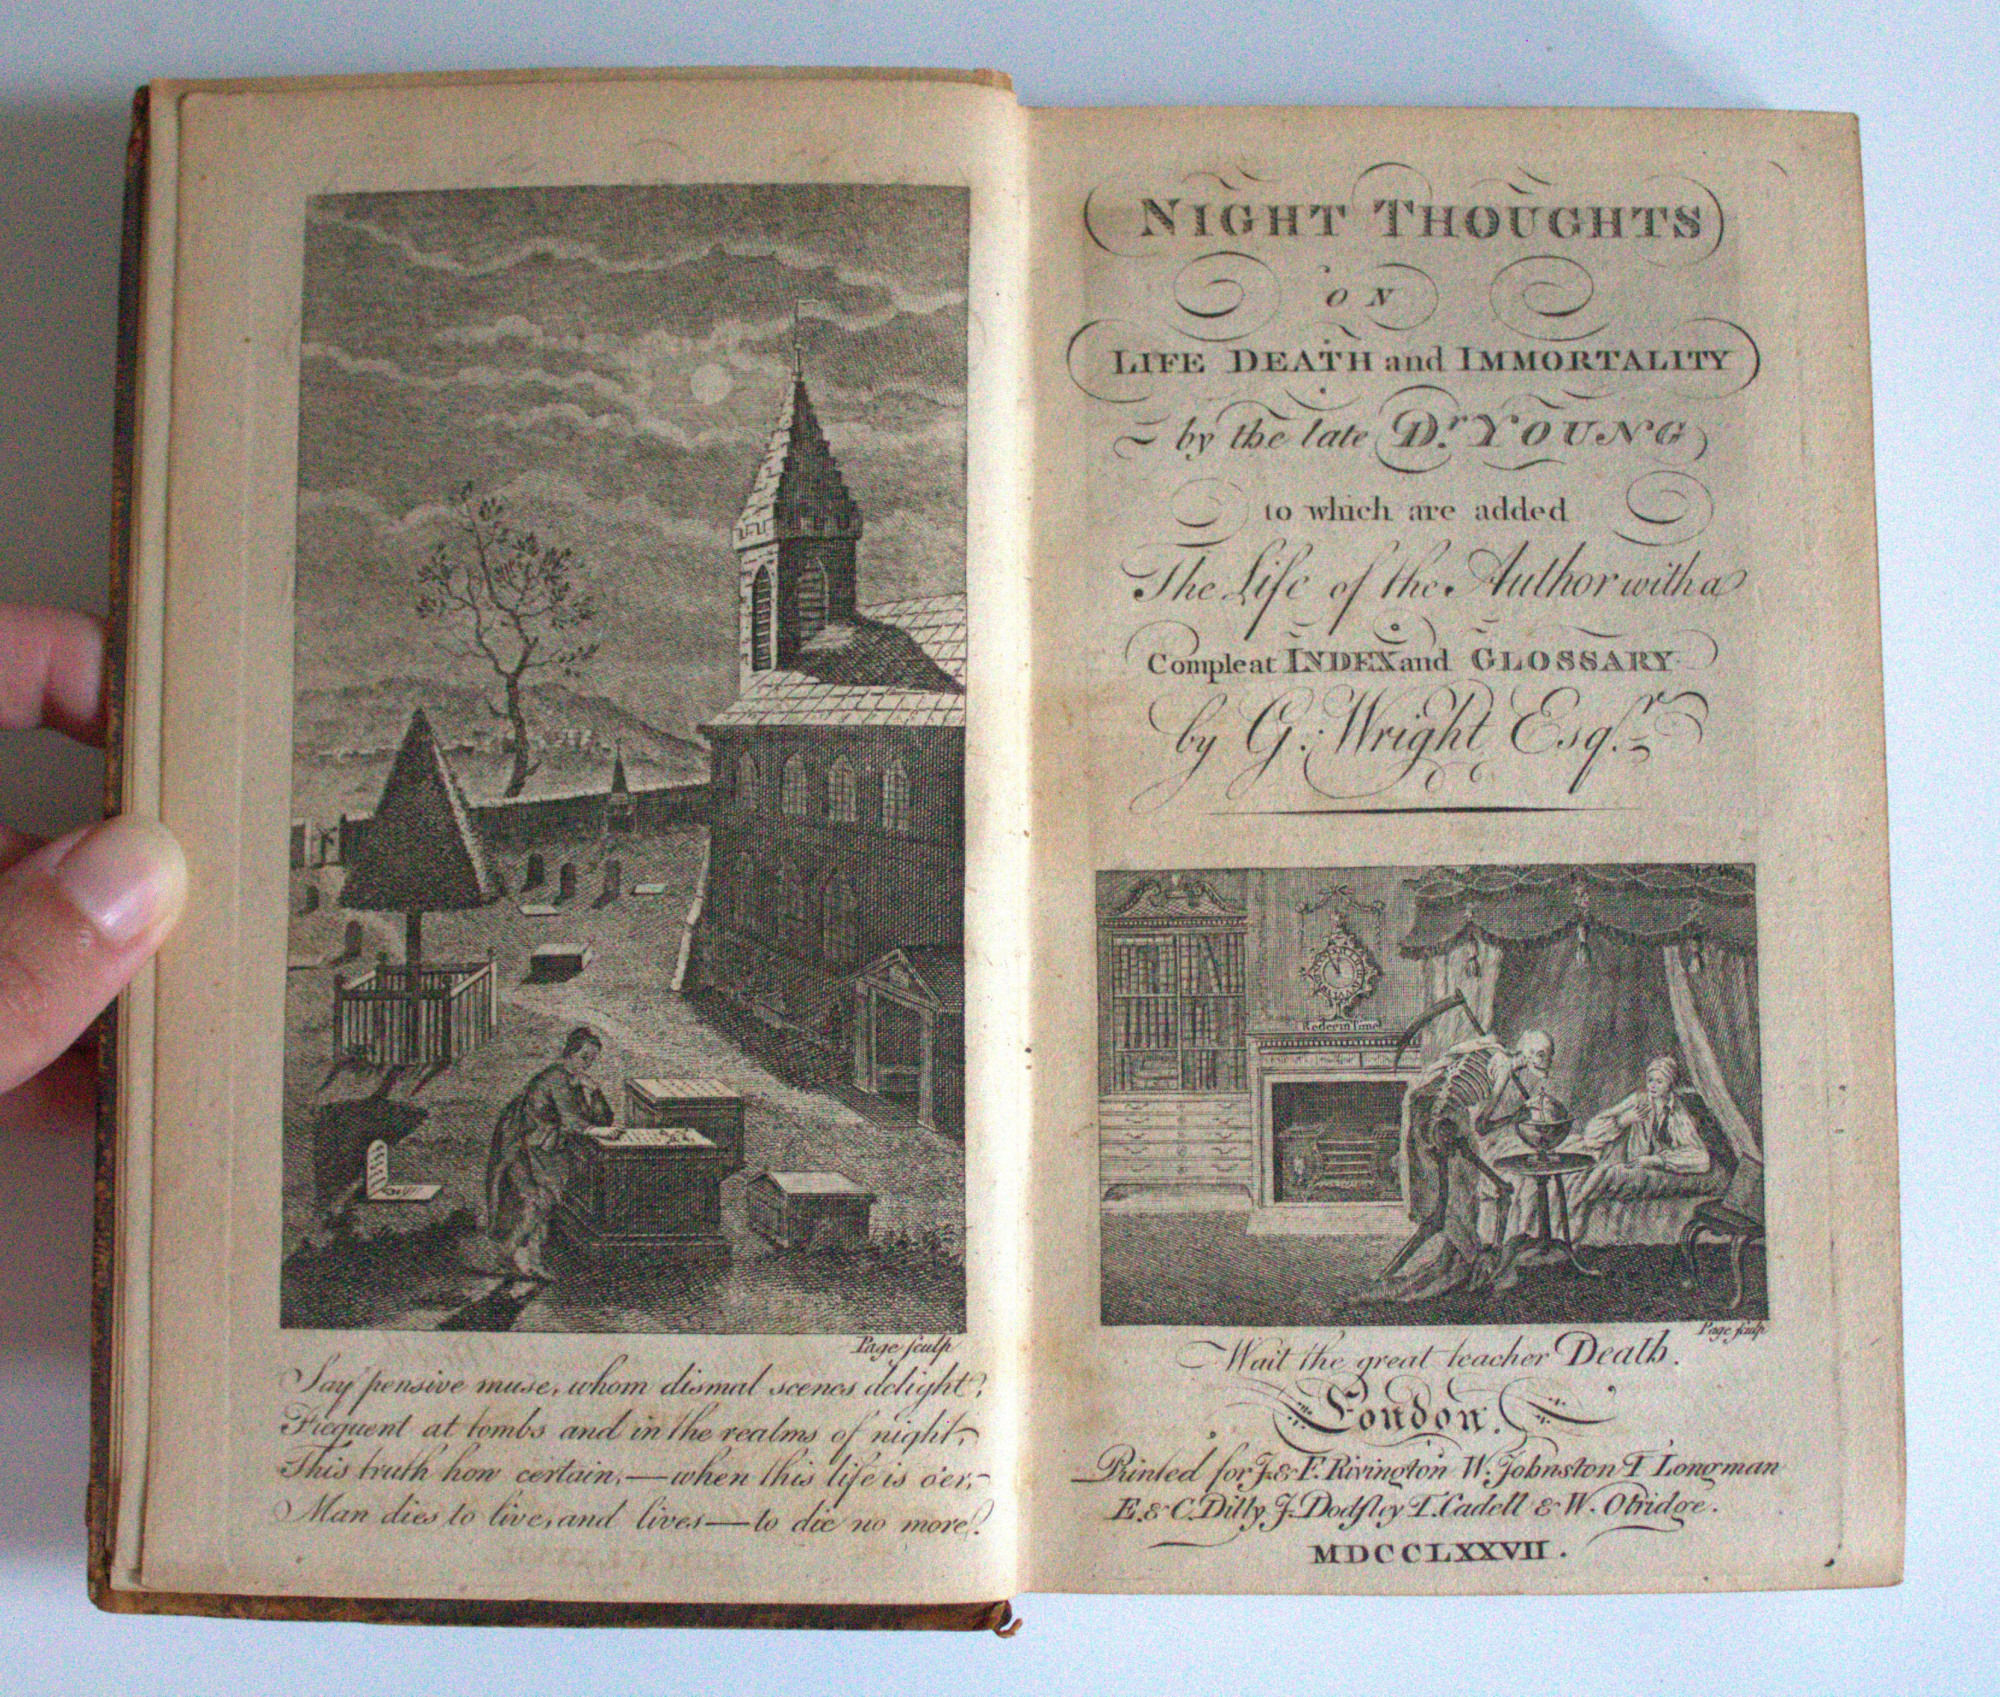 Page sculp
Say pensive muse, whom dismal scenes delight,
Frequent at tombs and in the realms of night,
This truth how certain,—when this life is o'er,
Man dies to live, and lives—to die no more.
NIGHT THOUGHTS
ON
LIFE DEATH and IMMORTALITY
by the late Dr. YOUNG
to which are added
The Life of the Author with a
Compleat INDEX and GLOSSARY
by G. Wright Esqr.
Redeem Time
Page sculp
Wait the great teacher Death.
London.
Printed for J. & F. Rivington W. Johnston T Longman
E. & C. Dilly J. Dodsley T. Cadell & W. Otridge.
MDCCLXXVII.